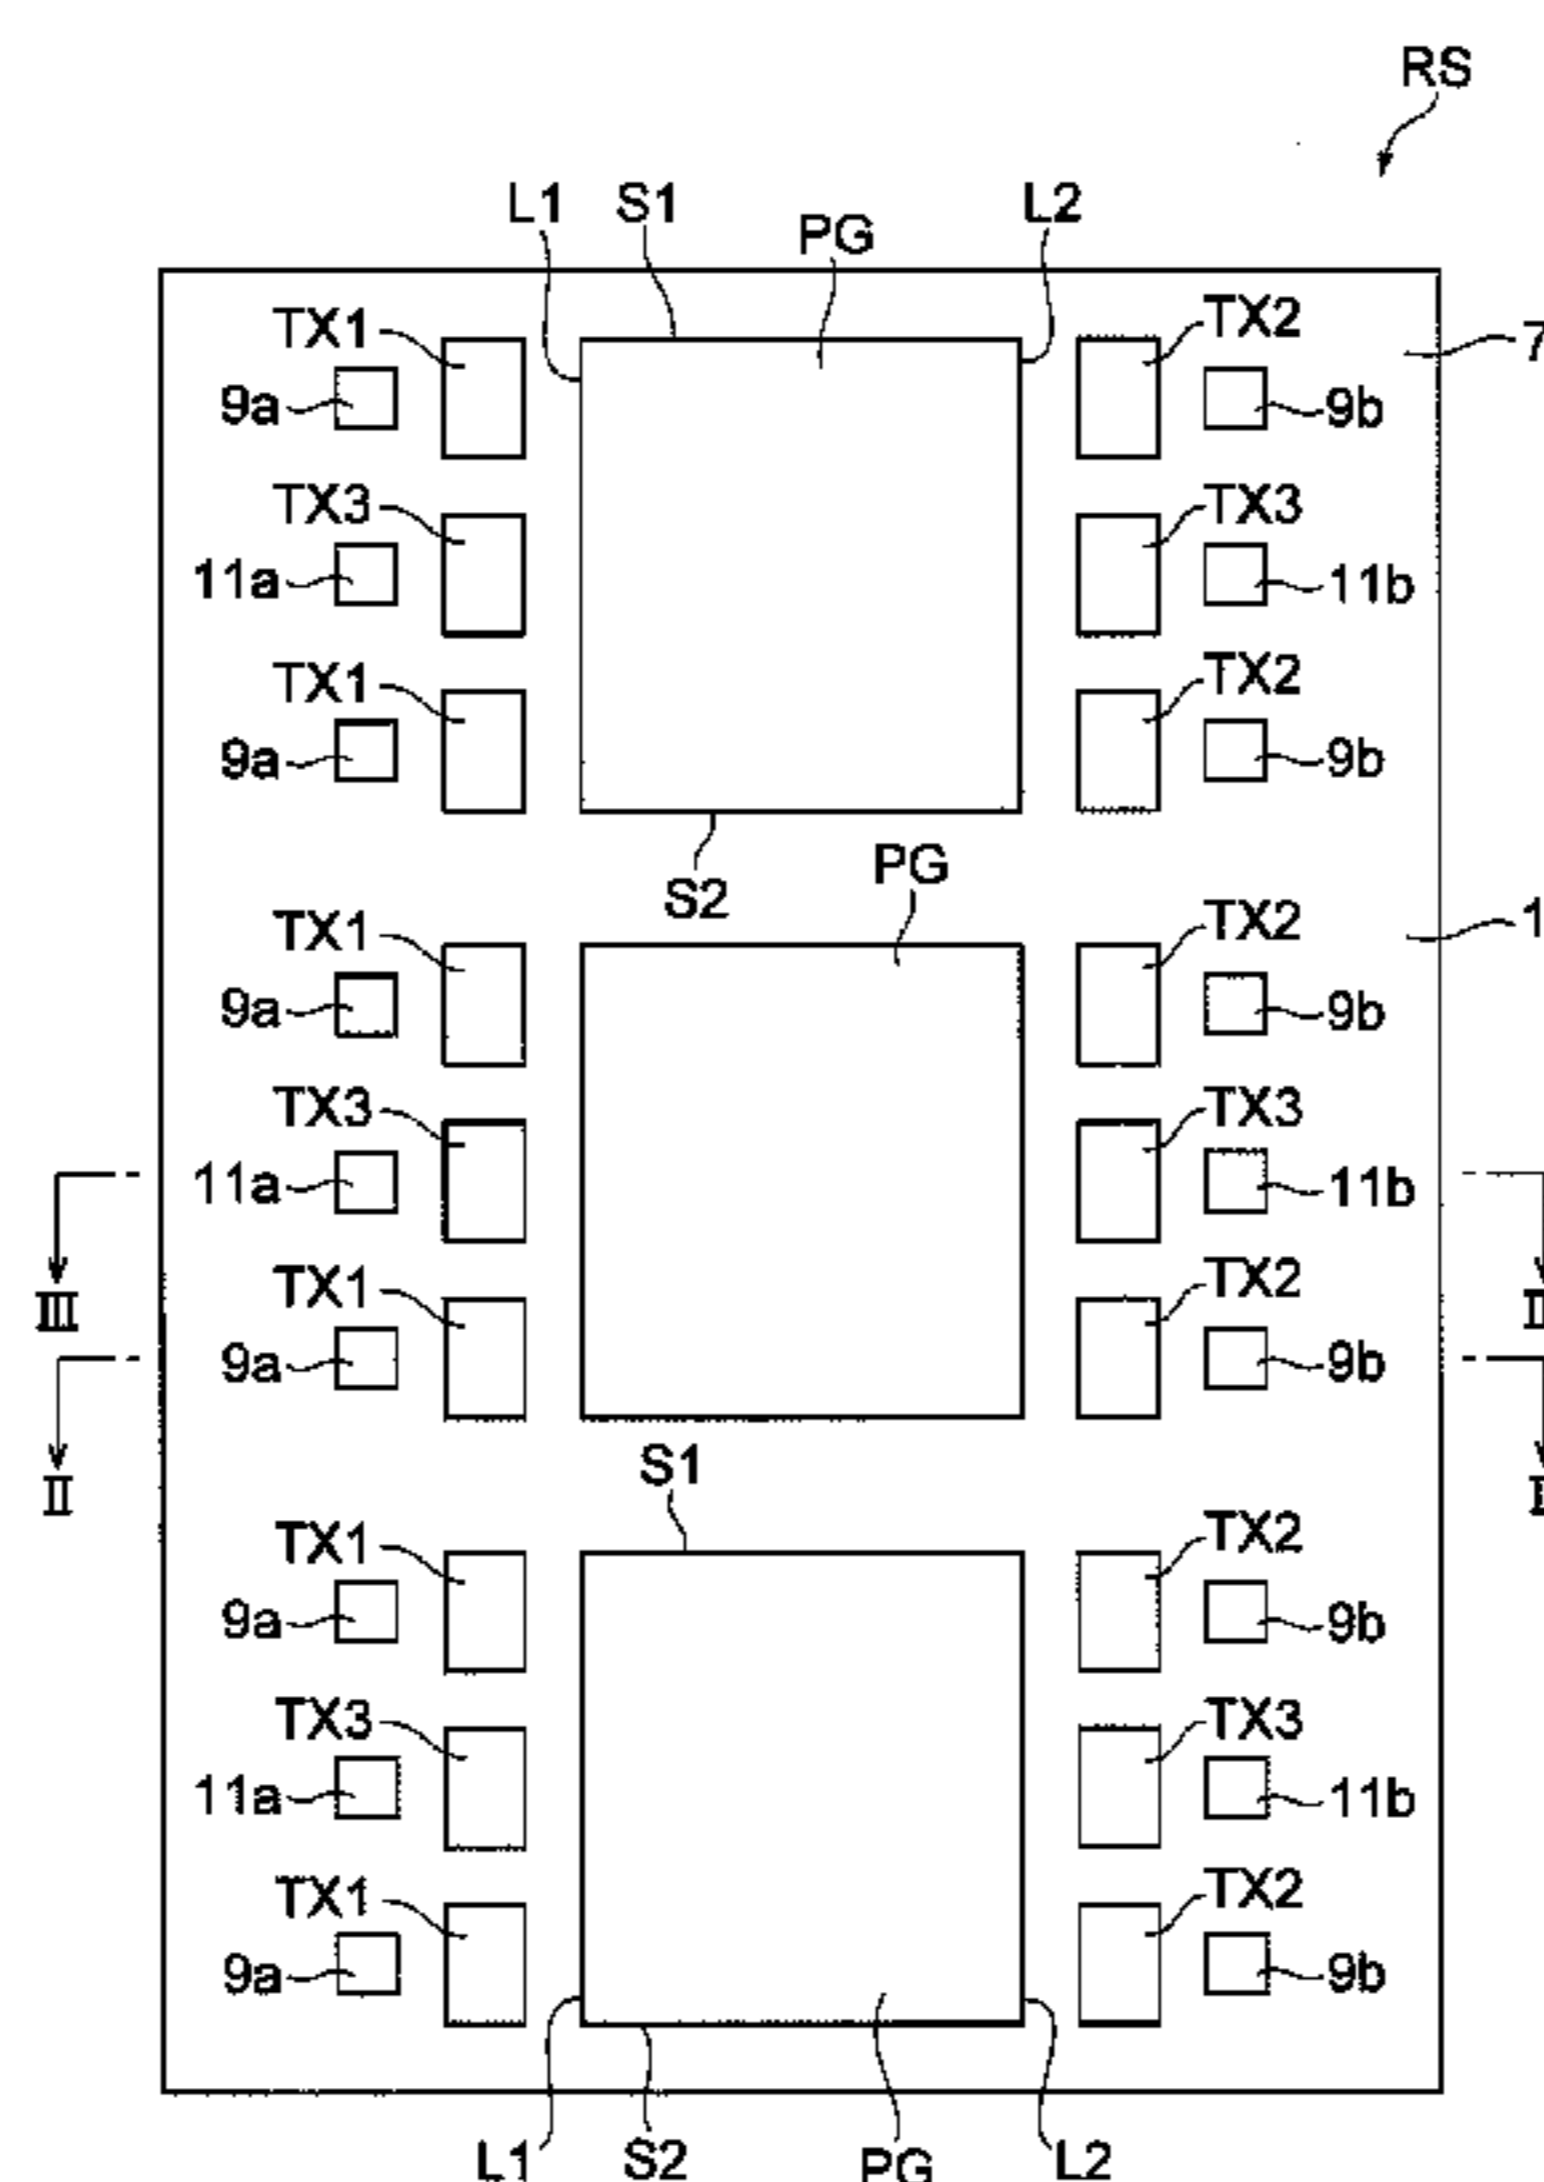 RS
L1 S1 PG L2
TX1 TX2 7
9a 9b
TX3 TX3
11a 11b
TX1 TX2
9a 9b
S2 PG
TX1 TX2 1
9a 9b
TX3 TX3
11a 11b
TX1 TX2
III
9a 9b
II
S1
TX1 TX2
9a 9b
TX3 TX3
11a 11b
TX1 TX2
9a 9b
L1 S2 PG L2